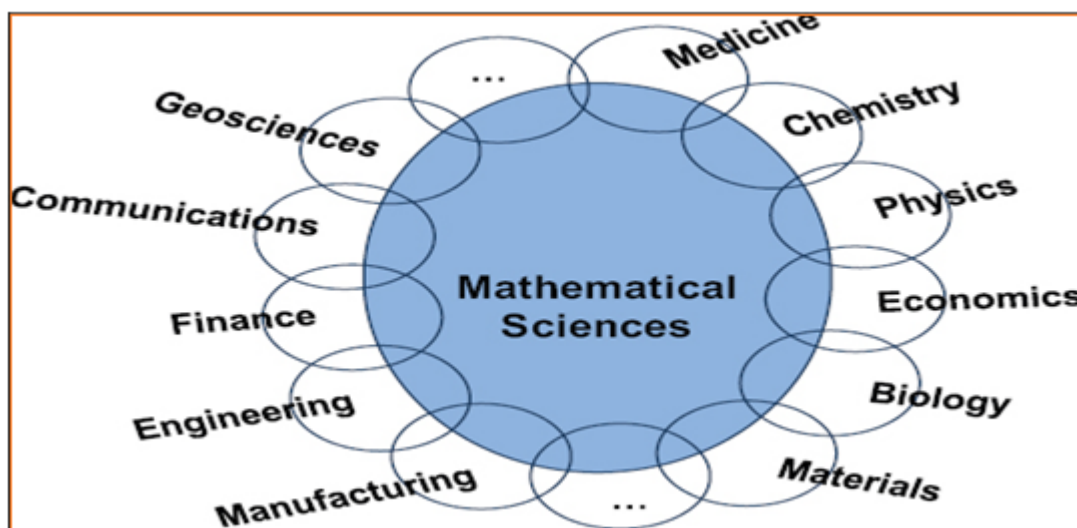 ...
Medicine
Geosciences
Chemistry
Communications
Physics
Mathematical
Sciences
Economics
Finance
Biology
Engineering
Materials
Manufacturing
...